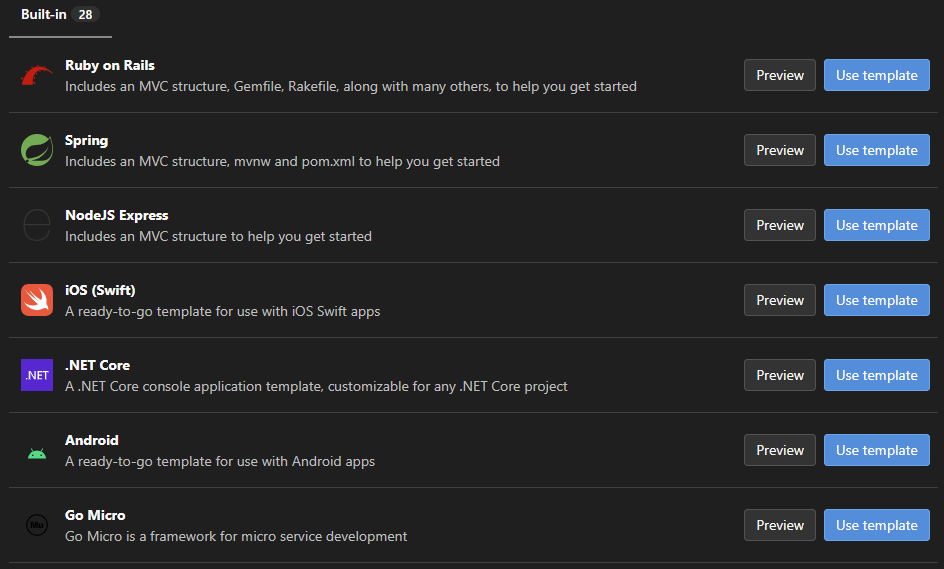 Built-in 28
Ruby on Rails
Includes an MVC structure, Gemfile, Rakefile, along with many others, to help you get started
Preview Use template
Spring
Includes an MVC structure, mvnw and pom.xml to help you get started
Preview Use template
NodeJS Express
Includes an MVC structure to help you get started
Preview Use template
iOS (Swift)
A ready-to-go template for use with iOS Swift apps
Preview Use template
.NET
.NET Core
A .NET Core console application template, customizable for any .NET Core project
Preview Use template
Android
A ready-to-go template for use with Android apps
Preview Use template
Mu
Go Micro
Go Micro is a framework for micro service development
Preview Use template